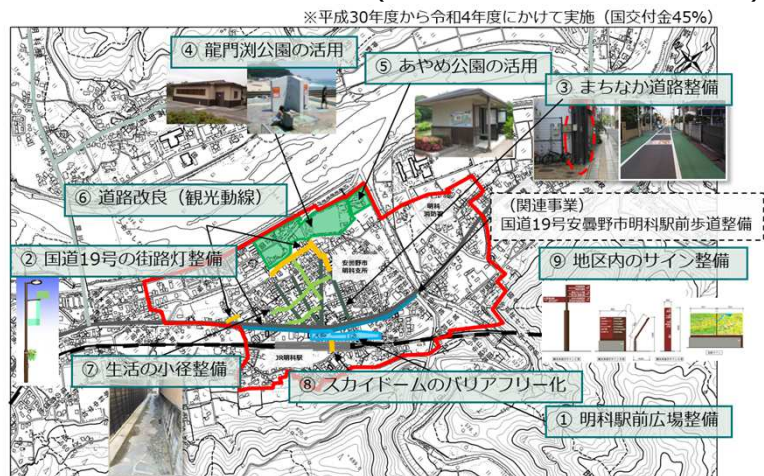 ※平成30年度から令和4年度にかけて実施（国交付金45%）
④ 龍門渕公園の活用
⑤ あやめ公園の活用
③ まちなか道路整備
⑥ 道路改良（観光動線）
（関連事業）
国道19号安曇野市明科駅前歩道整備
明科
消防署
② 国道19号の街路灯整備
安曇野市
明科支所
⑨ 地区内のサイン整備
JR明科駅
⑦ 生活の小径整備
⑧ スカイドームのバリアフリー化
① 明科駅前広場整備